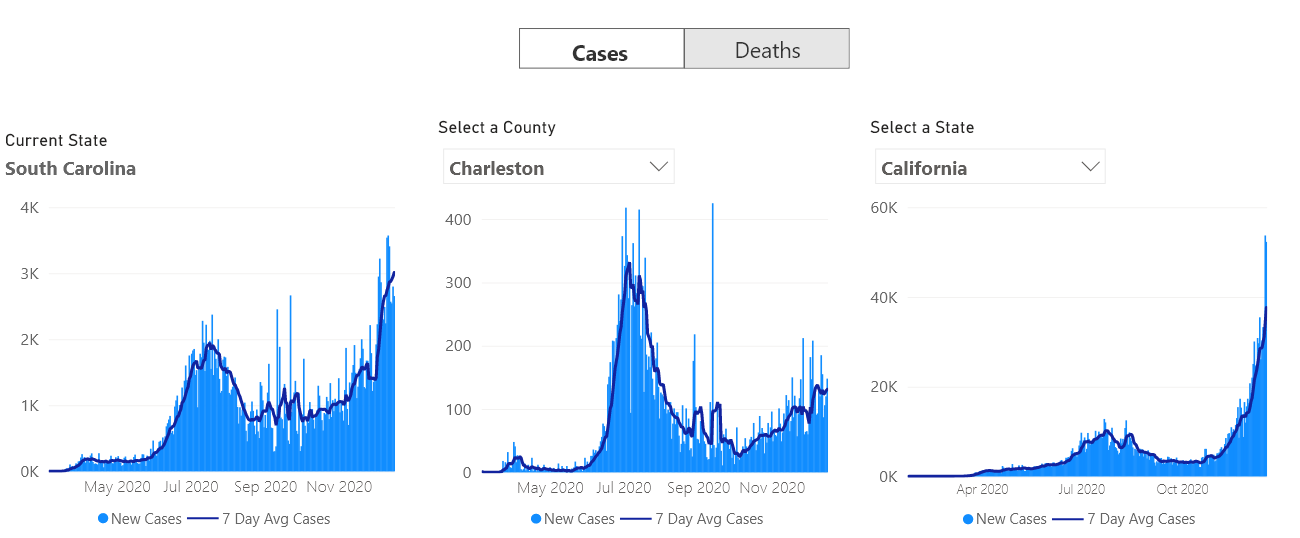 Cases
Deaths
Current State
South Carolina
4K
3K
2K
1K
0K
May 2020 Jul 2020 Sep 2020 Nov 2020
New Cases 7 Day Avg Cases
Select a County
Charleston
400
300
200
100
0
May 2020 Jul 2020 Sep 2020 Nov 2020
New Cases 7 Day Avg Cases
Select a State
California
60K
40K
20K
0K
Apr 2020 Jul 2020 Oct 2020
New Cases 7 Day Avg Cases